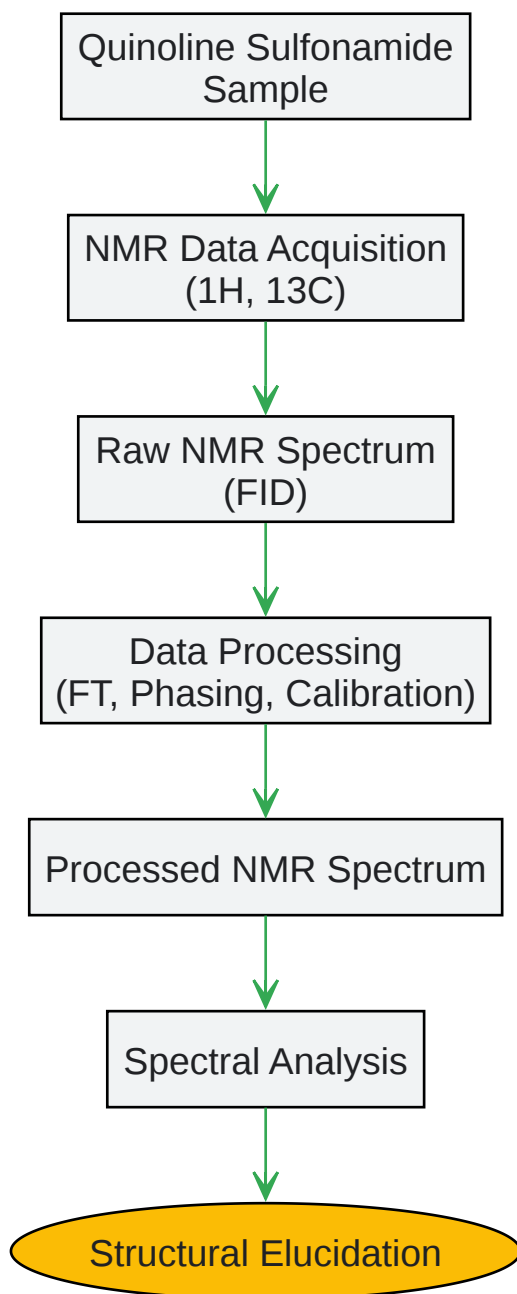 Quinoline Sulfonamide
Sample
NMR Data Acquisition
(1H, 13C)
Raw NMR Spectrum
(FID)
Data Processing
(FT, Phasing, Calibration)
Processed NMR Spectrum
Spectral Analysis
Structural Elucidation